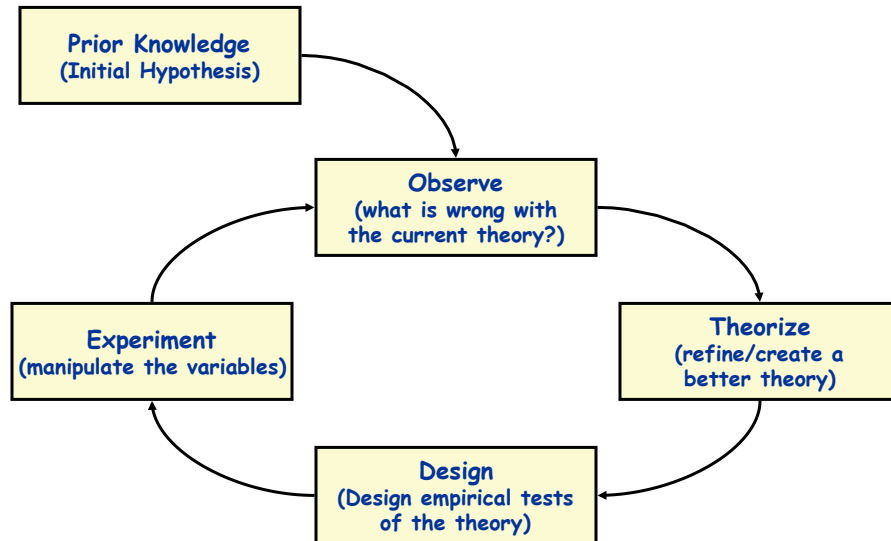 Prior Knowledge
(Initial Hypothesis)
Observe
(what is wrong with
the current theory?)
Experiment
(manipulate the variables)
Theorize
(refine/create a
better theory)
Design
(Design empirical tests
of the theory)